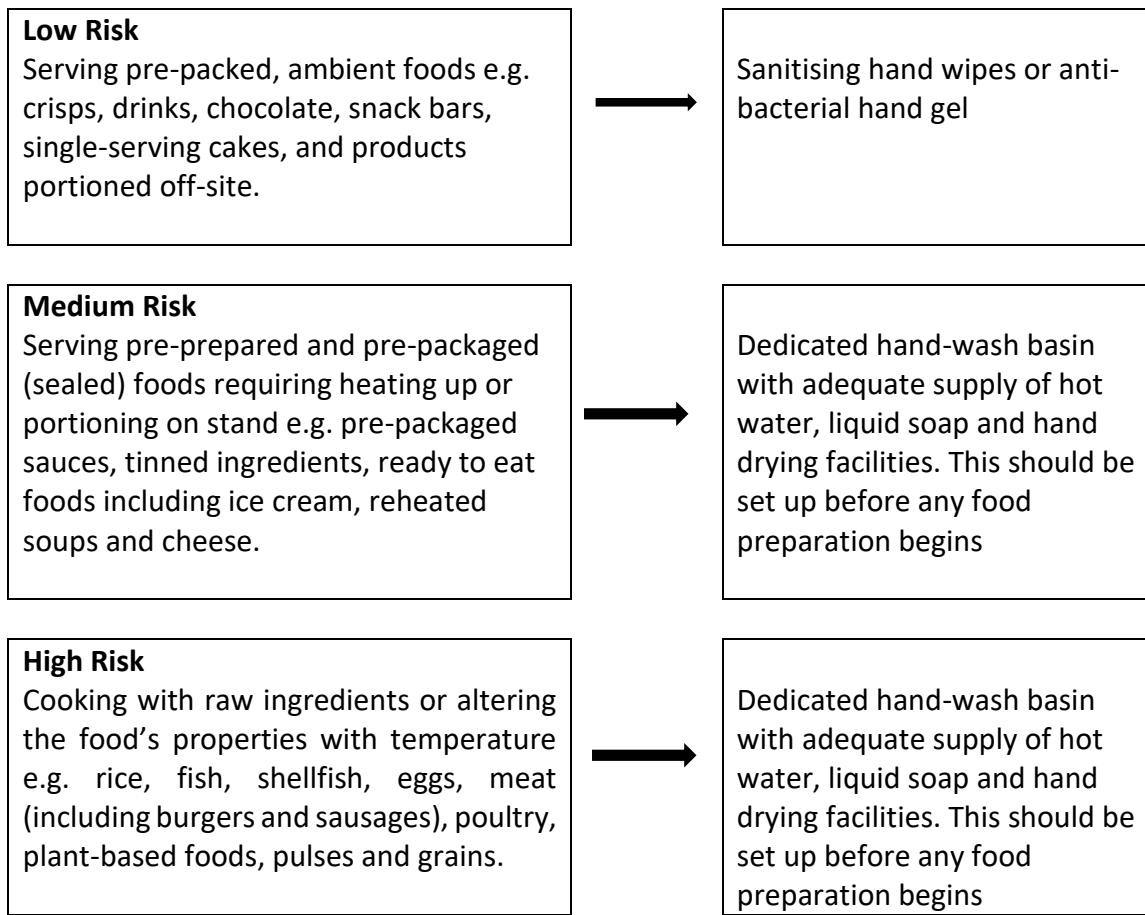 Low Risk
Serving pre-packed, ambient foods e.g.
crisps, drinks, chocolate, snack bars,
single-serving cakes, and products
portioned off-site.
Sanitising hand wipes or anti-
bacterial hand gel
Medium Risk
Serving pre-prepared and pre-packaged
(sealed) foods requiring heating up or
portioning on stand e.g. pre-packaged
sauces, tinned ingredients, ready to eat
foods including ice cream, reheated
soups and cheese.
Dedicated hand-wash basin
with adequate supply of hot
water, liquid soap and hand
drying facilities. This should be
set up before any food
preparation begins
High Risk
Cooking with raw ingredients or altering
the food’s properties with temperature
e.g. rice, fish, shellfish, eggs, meat
(including burgers and sausages), poultry,
plant-based foods, pulses and grains.
Dedicated hand-wash basin
with adequate supply of hot
water, liquid soap and hand
drying facilities. This should be
set up before any food
preparation begins